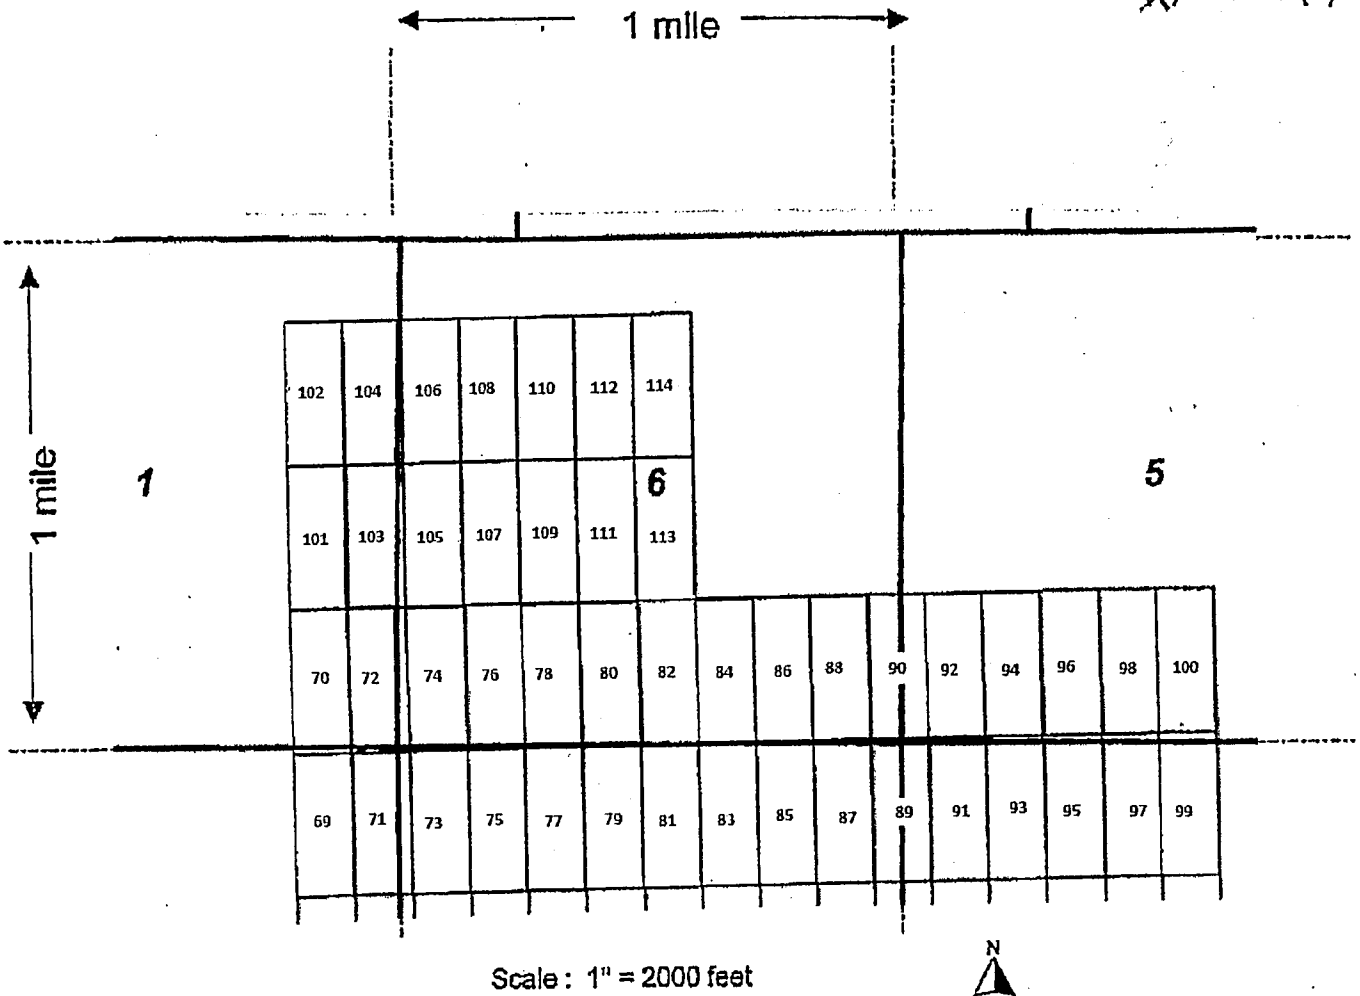 1 mile
102 104 106 108 110 112 114
1 mile
1 6 5
101 103 105 107 109 111 113
70 72 74 76 78 80 82 84 86 88 90 92 94 96 98 100
69 71 73 75 77 79 81 83 85 87 89 91 93 95 97 99
Scale : 1" = 2000 feet
N